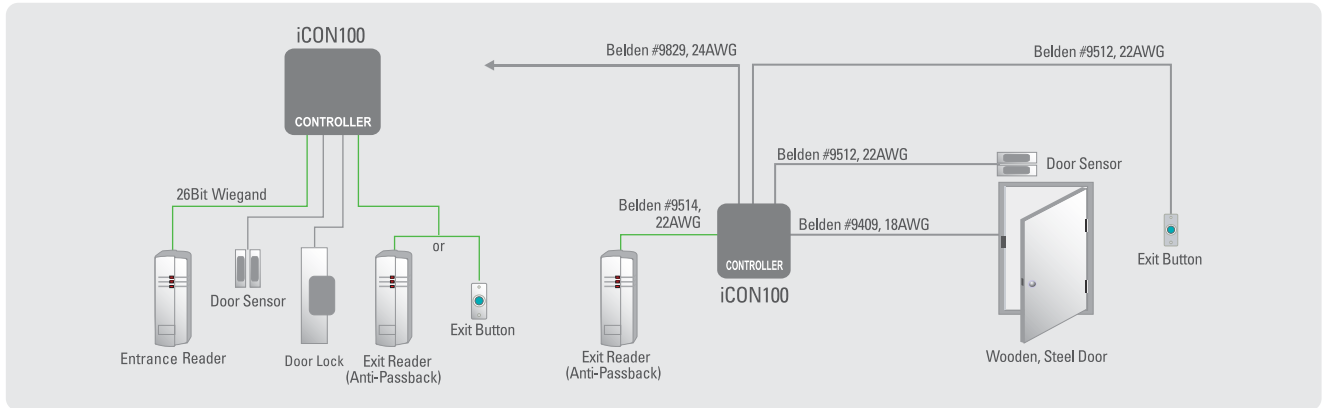 iCON100
CONTROLLER
26Bit Wiegand
or
Entrance Reader
Door Sensor
Door Lock
Exit Reader
(Anti-Passback)
Exit Button
Belden #9829, 24AWG
Belden #9512, 22AWG
Belden #9512, 22AWG
Door Sensor
Belden #9514,
22AWG
Belden #9409, 18AWG
CONTROLLER
iCON100
Exit Reader
(Anti-Passback)
Wooden, Steel Door
Exit Button